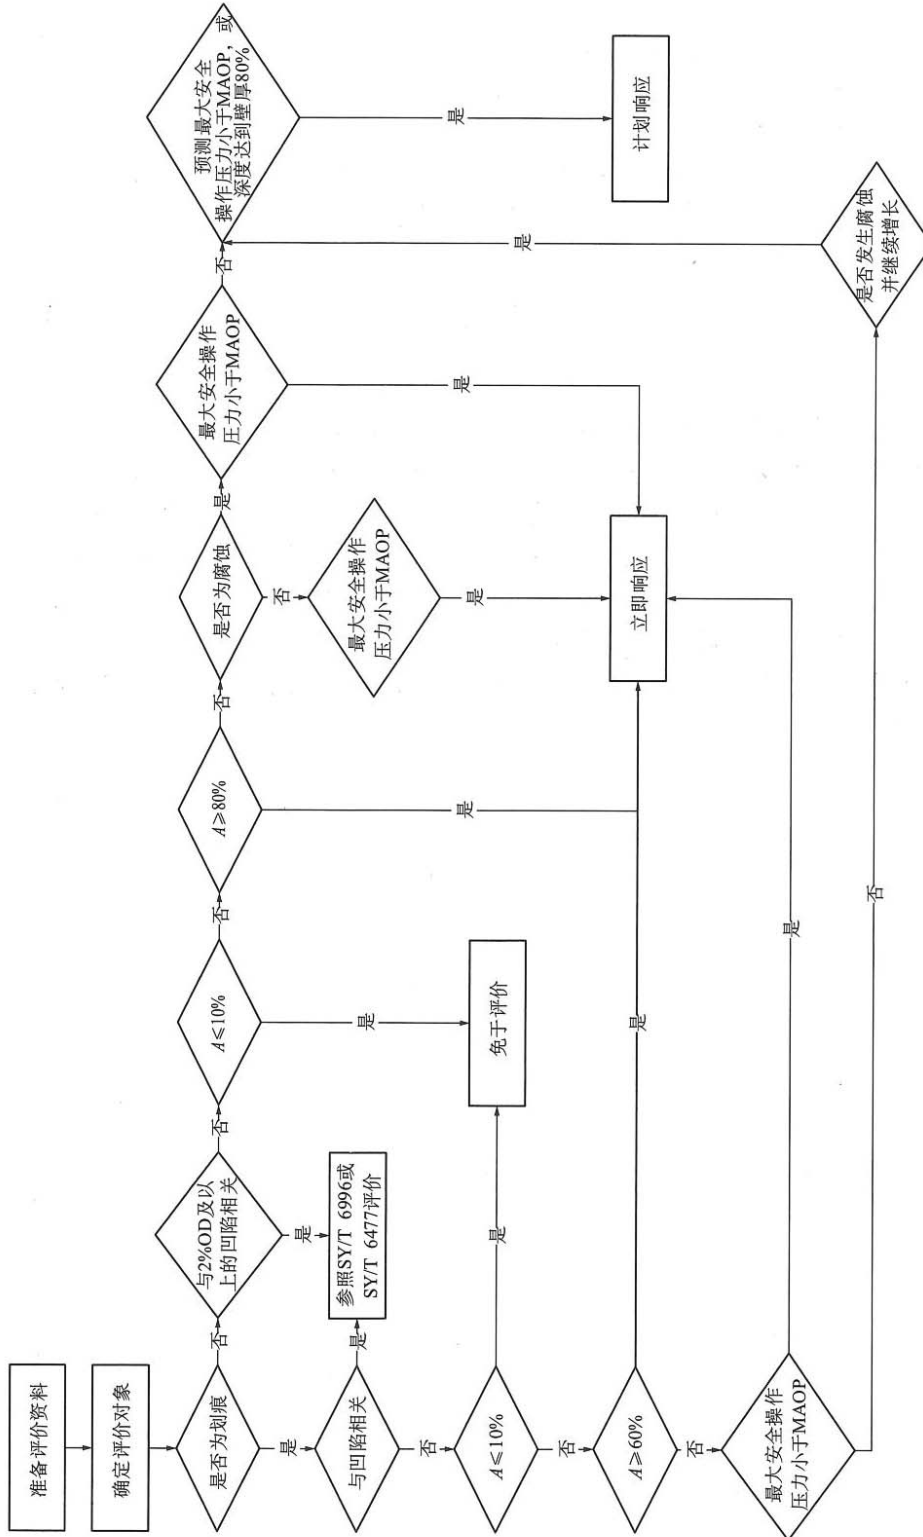 准备评价资料
确定评价对象
是否为划痕
否
与2%OD及以
上的凹陷相关
否
A≤10%
否
A≥80%
否
是否为腐蚀
是
最大安全操作
压力小于MAOP
否
预测最大安全
操作压力小于MAOP，或
深度达到壁厚80%
是
是
参照SY/T 6996或
SY/T 6477评价
是
是
否
最大安全操作
压力小于MAOP
是
是
是
计划响应
与凹陷相关
是
否
A≤10%
是
免于评价
否
A≥60%
是
立即响应
否
最大安全操作
压力小于MAOP
是
否
是否发生腐蚀
并继续增长
是